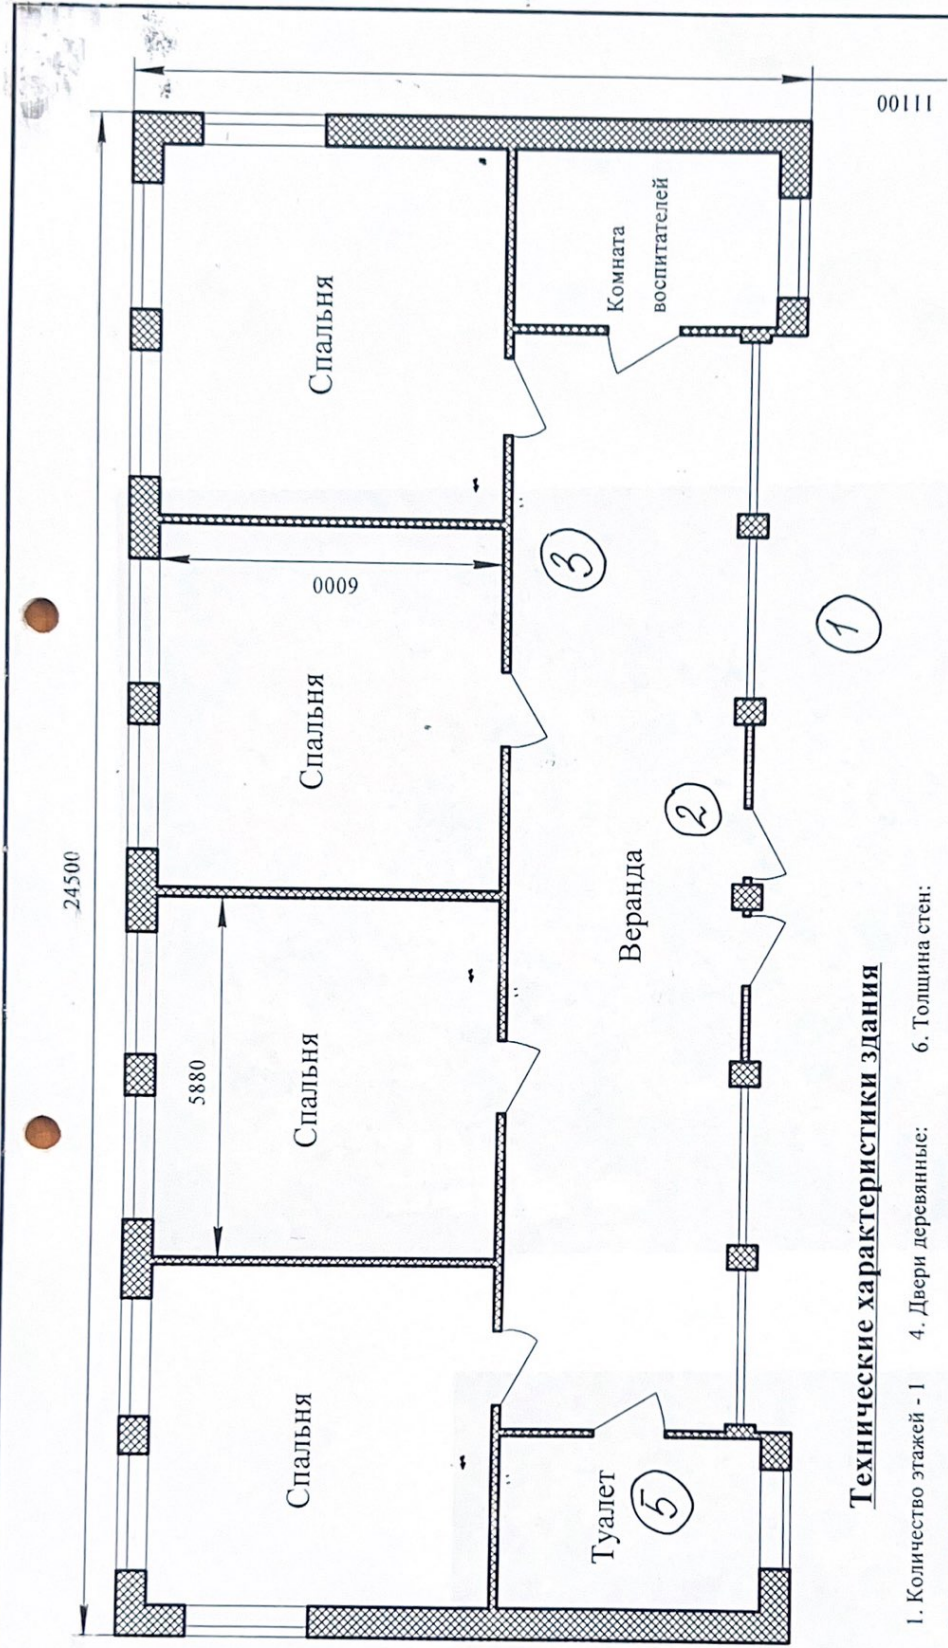 24500
11100
Спальня
Спальня
Спальня
Спальня
5880
6000
Туалет
Веранда
Комната
воспитателей
5
2
3
1
Технические характеристики здания
1. Количество этажей - 1
4. Двери деревянные:
6. Толщина стен: